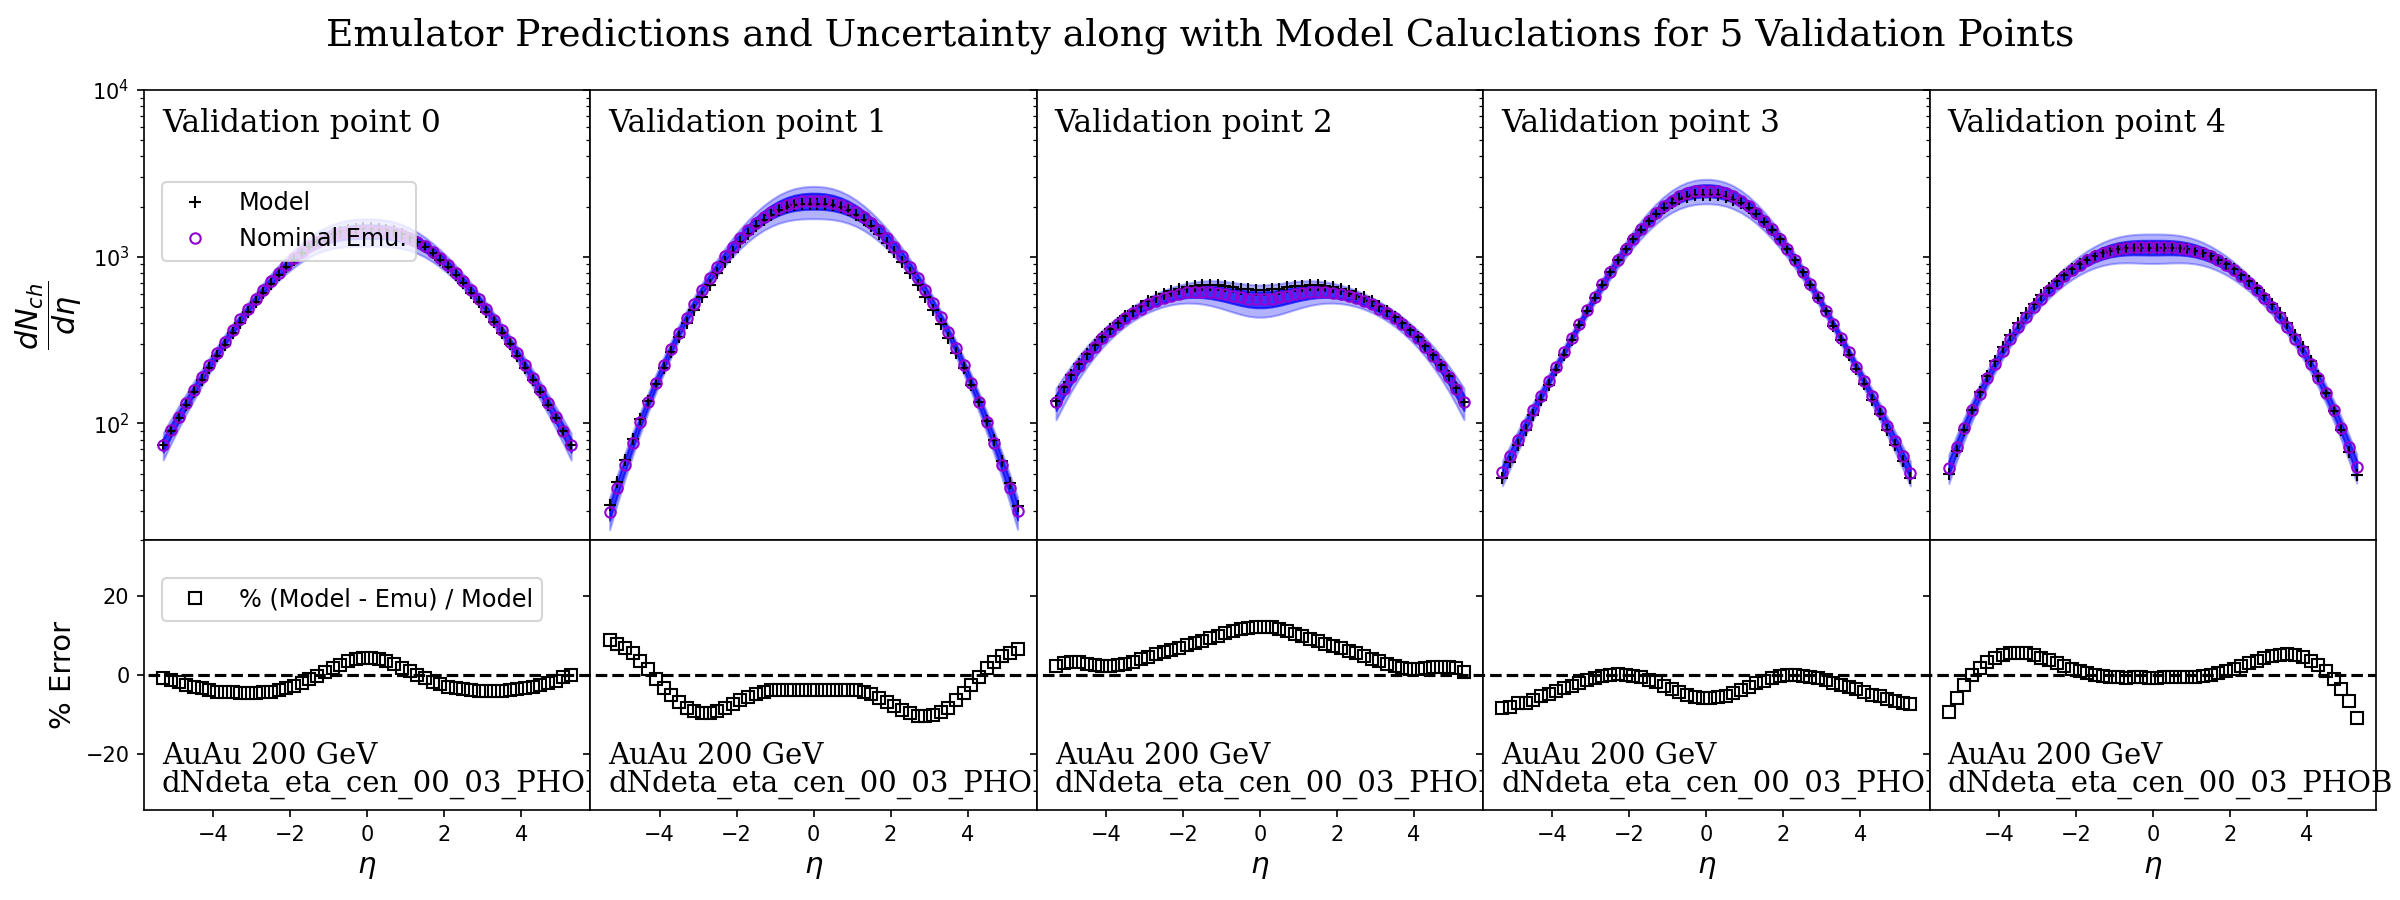 Emulator Predictions and Uncertainty along with Model Caluclations for 5 Validation Points
Validation point 0
Validation point 1
Validation point 2
Validation point 3
Validation point 4
Model
Nominal Emu.
10^4
10^3
10^2
dN_ch
dη
% (Model - Emu) / Model
20
0
−20
% Error
AuAu 200 GeV
dNdeta_eta_cen_00_03_PHO
AuAu 200 GeV
dNdeta_eta_cen_00_03_PHO
AuAu 200 GeV
dNdeta_eta_cen_00_03_PHO
AuAu 200 GeV
dNdeta_eta_cen_00_03_PHO
AuAu 200 GeV
dNdeta_eta_cen_00_03_PHOB
−4 −2 0 2 4
−4 −2 0 2 4
−4 −2 0 2 4
−4 −2 0 2 4
−4 −2 0 2 4
η
η
η
η
η